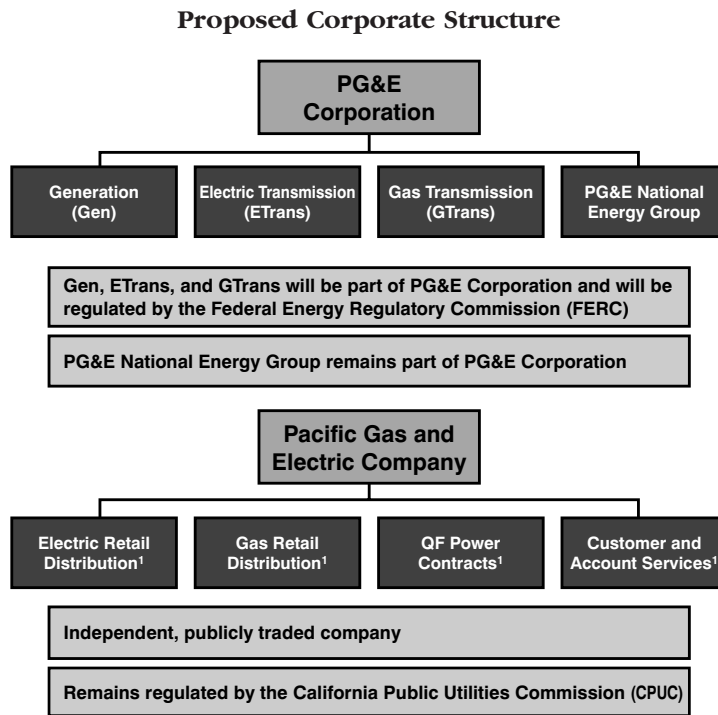 Proposed Corporate Structure
PG&E
Corporation
Generation
(Gen)
Electric Transmission
(ETrans)
Gas Transmission
(GTrans)
PG&E National
Energy Group
Gen, ETrans, and GTrans will be part of PG&E Corporation and will be
regulated by the Federal Energy Regulatory Commission (FERC)
PG&E National Energy Group remains part of PG&E Corporation
Pacific Gas and
Electric Company
Electric Retail
Distribution¹
Gas Retail
Distribution¹
QF Power
Contracts¹
Customer and
Account Services¹
Independent, publicly traded company
Remains regulated by the California Public Utilities Commission (CPUC)